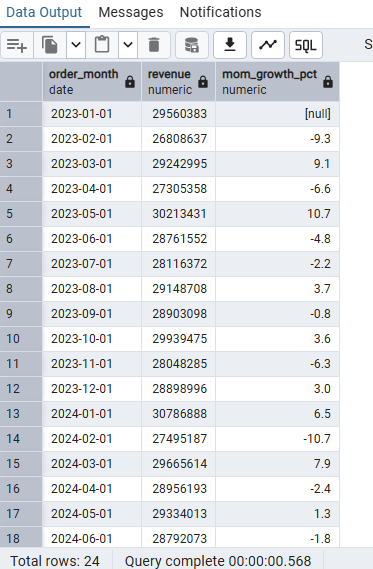 Data Output Messages Notifications
SQL S
order_month revenue mom_growth_pct
date numeric numeric
1 2023-01-01 29560383 [null]
2 2023-02-01 26808637 -9.3
3 2023-03-01 29242995 9.1
4 2023-04-01 27305358 -6.6
5 2023-05-01 30213431 10.7
6 2023-06-01 28761552 -4.8
7 2023-07-01 28116372 -2.2
8 2023-08-01 29148708 3.7
9 2023-09-01 28903098 -0.8
10 2023-10-01 29939475 3.6
11 2023-11-01 28048285 -6.3
12 2023-12-01 28898996 3.0
13 2024-01-01 30786888 6.5
14 2024-02-01 27495187 -10.7
15 2024-03-01 29665614 7.9
16 2024-04-01 28956193 -2.4
17 2024-05-01 29334013 1.3
18 2024-06-01 28792073 -1.8
Total rows: 24 Query complete 00:00:00.568